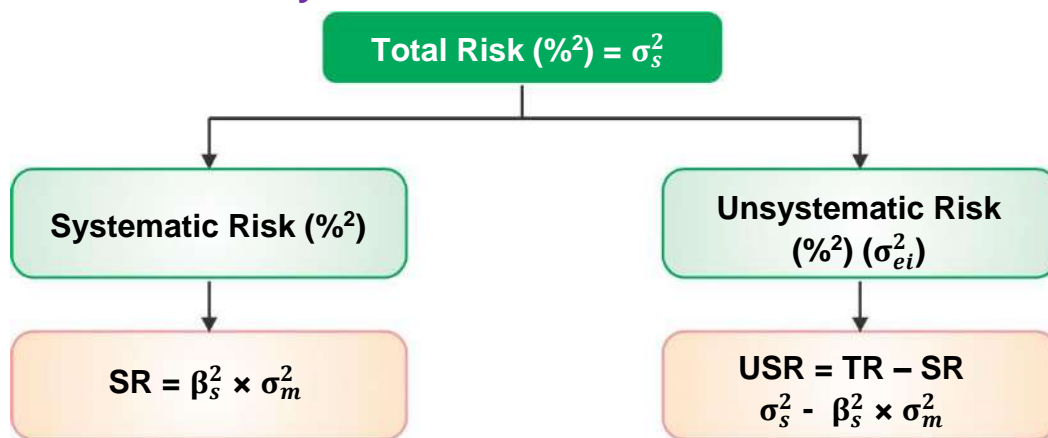 Total Risk (%²) = σ²ₛ
Systematic Risk (%²)
Unsystematic Risk
(%²) (σ²ₑᵢ)
SR = β²ₛ × σ²ₘ
USR = TR – SR
σ²ₛ - β²ₛ × σ²ₘ